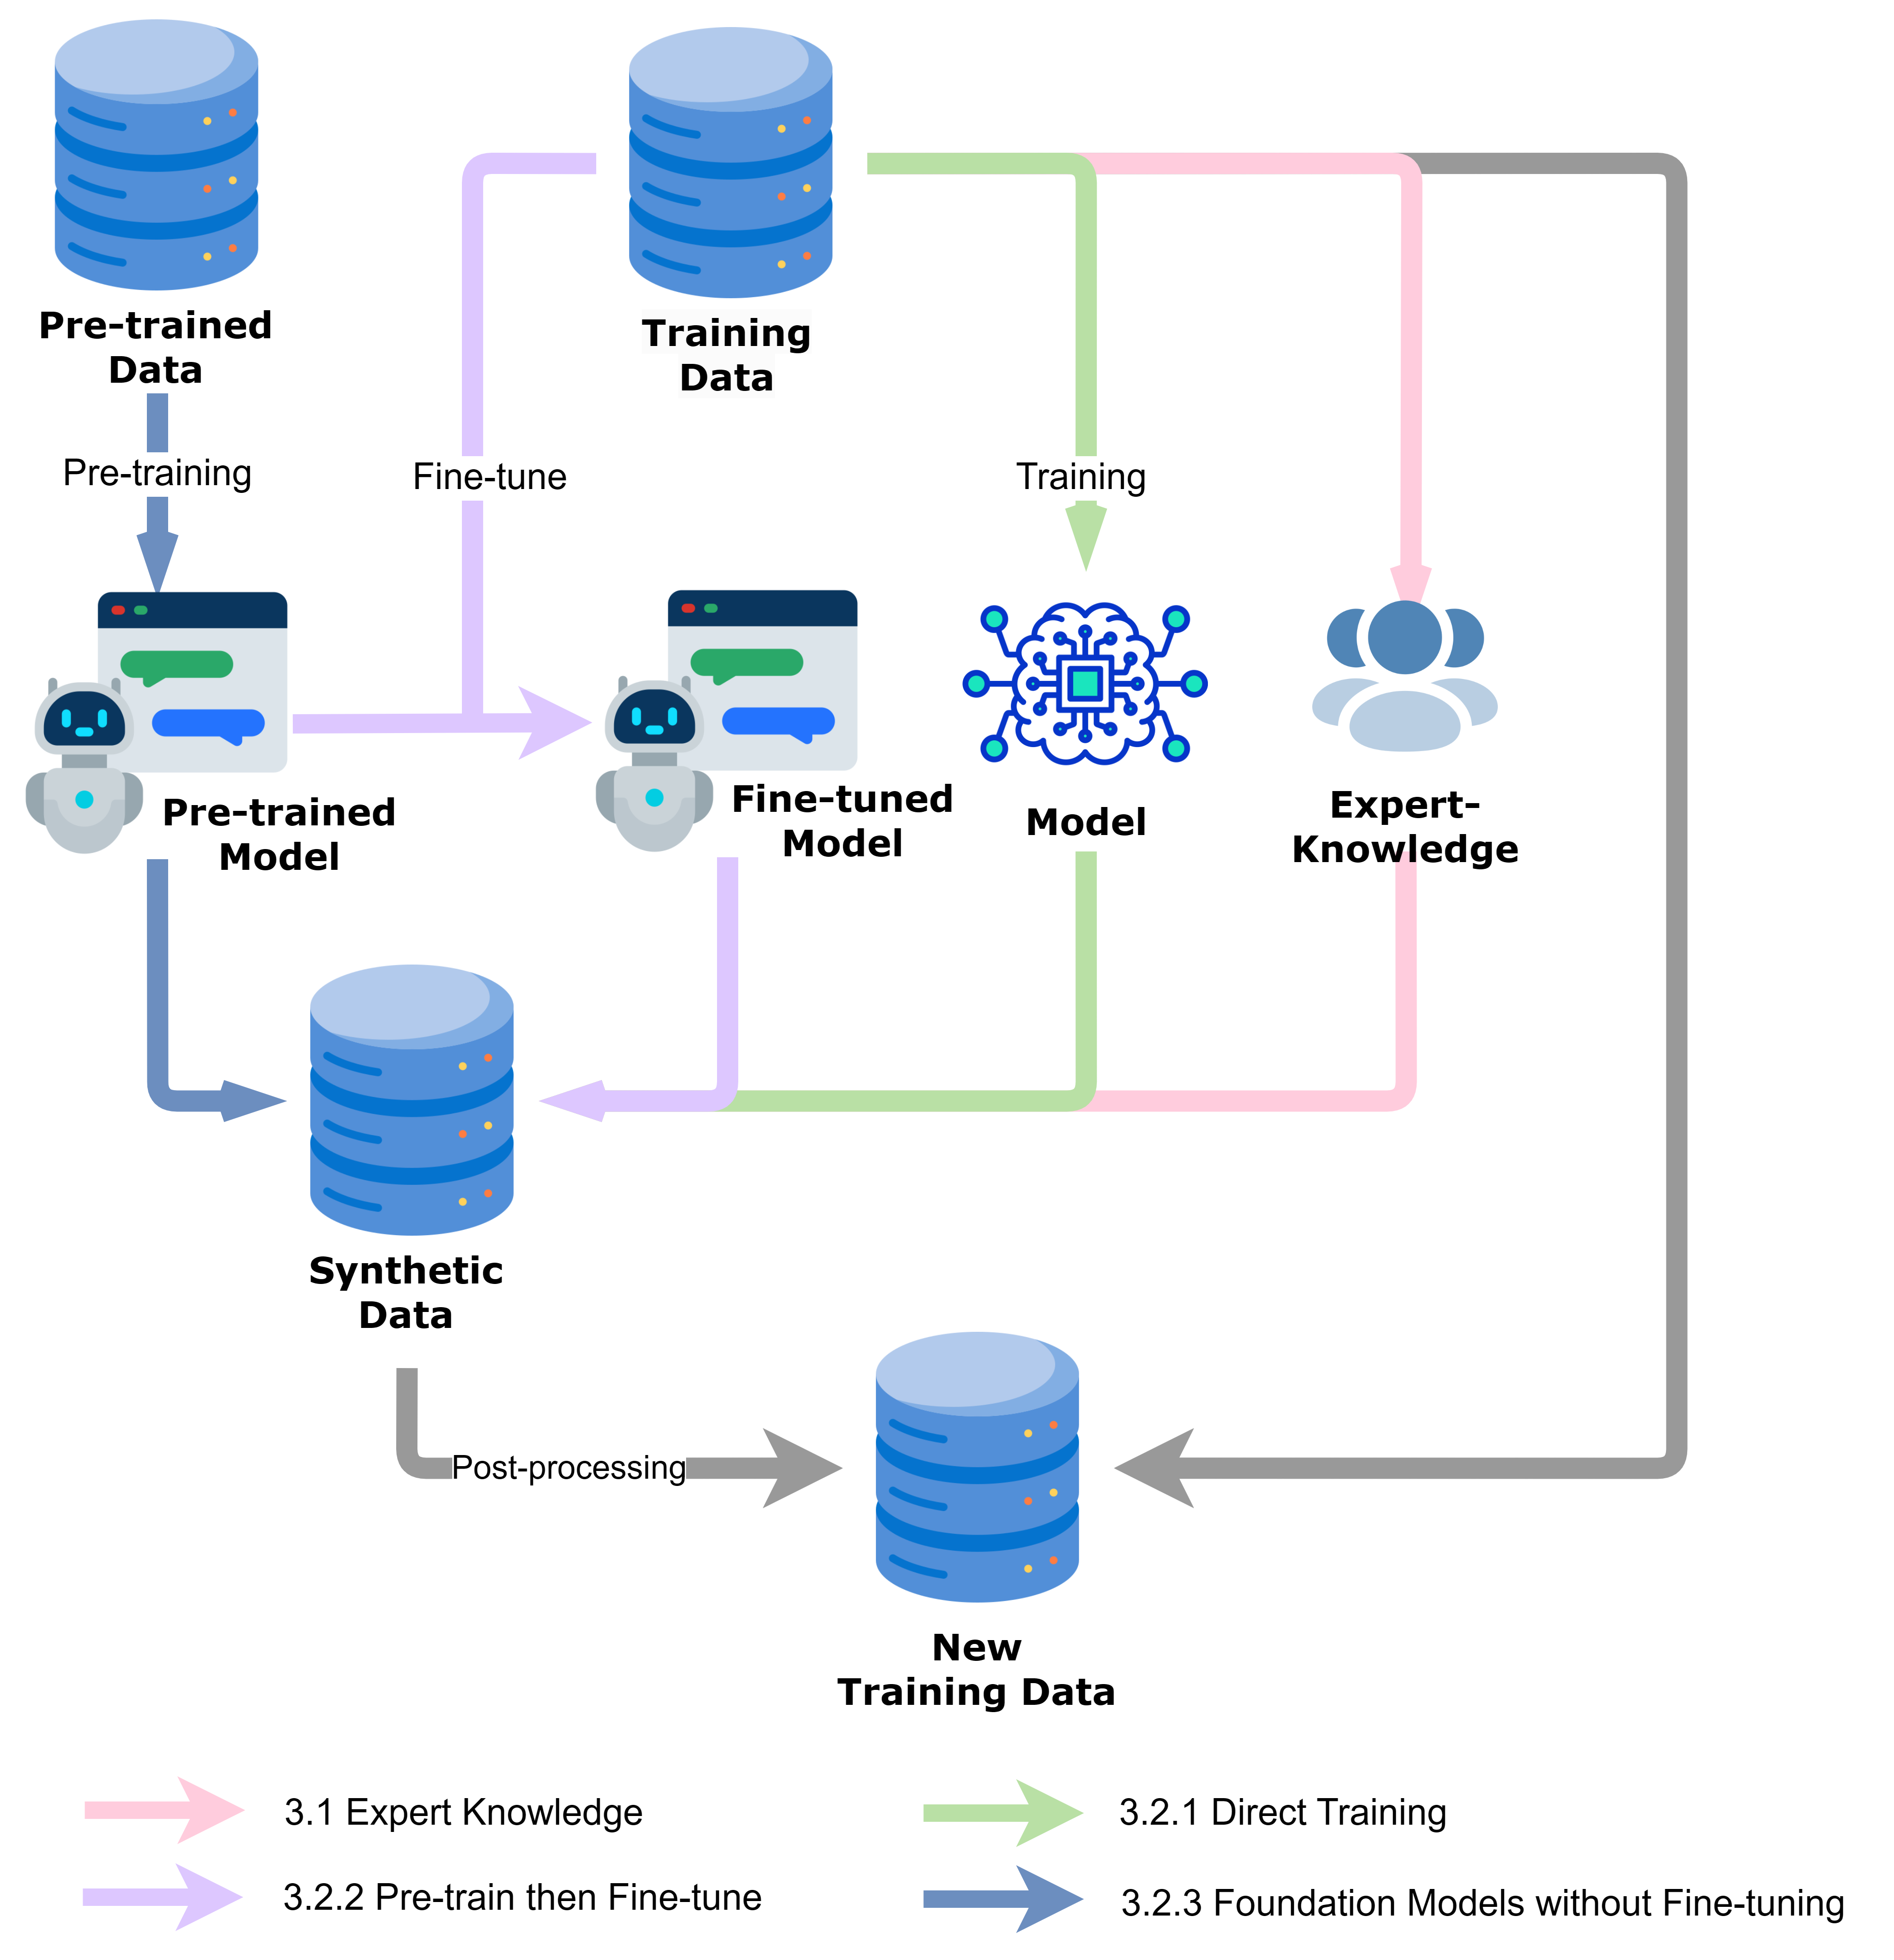 Pre-trained
Data
Training
Data
Pre-training
Fine-tune
Training
Pre-trained
Model
Fine-tuned
Model
Model
Expert-
Knowledge
Synthetic
Data
Post-processing
New
Training Data
3.1 Expert Knowledge
3.2.1 Direct Training
3.2.2 Pre-train then Fine-tune
3.2.3 Foundation Models without Fine-tuning